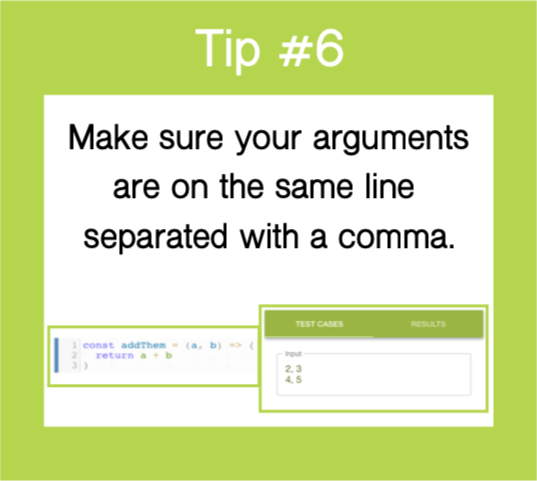 Tip #6
Make sure your arguments
are on the same line
separated with a comma.
1 const addThem = (a, b) => {
2 return a + b
3 }
TEST CASES RESULTS
Input
2, 3
4, 5